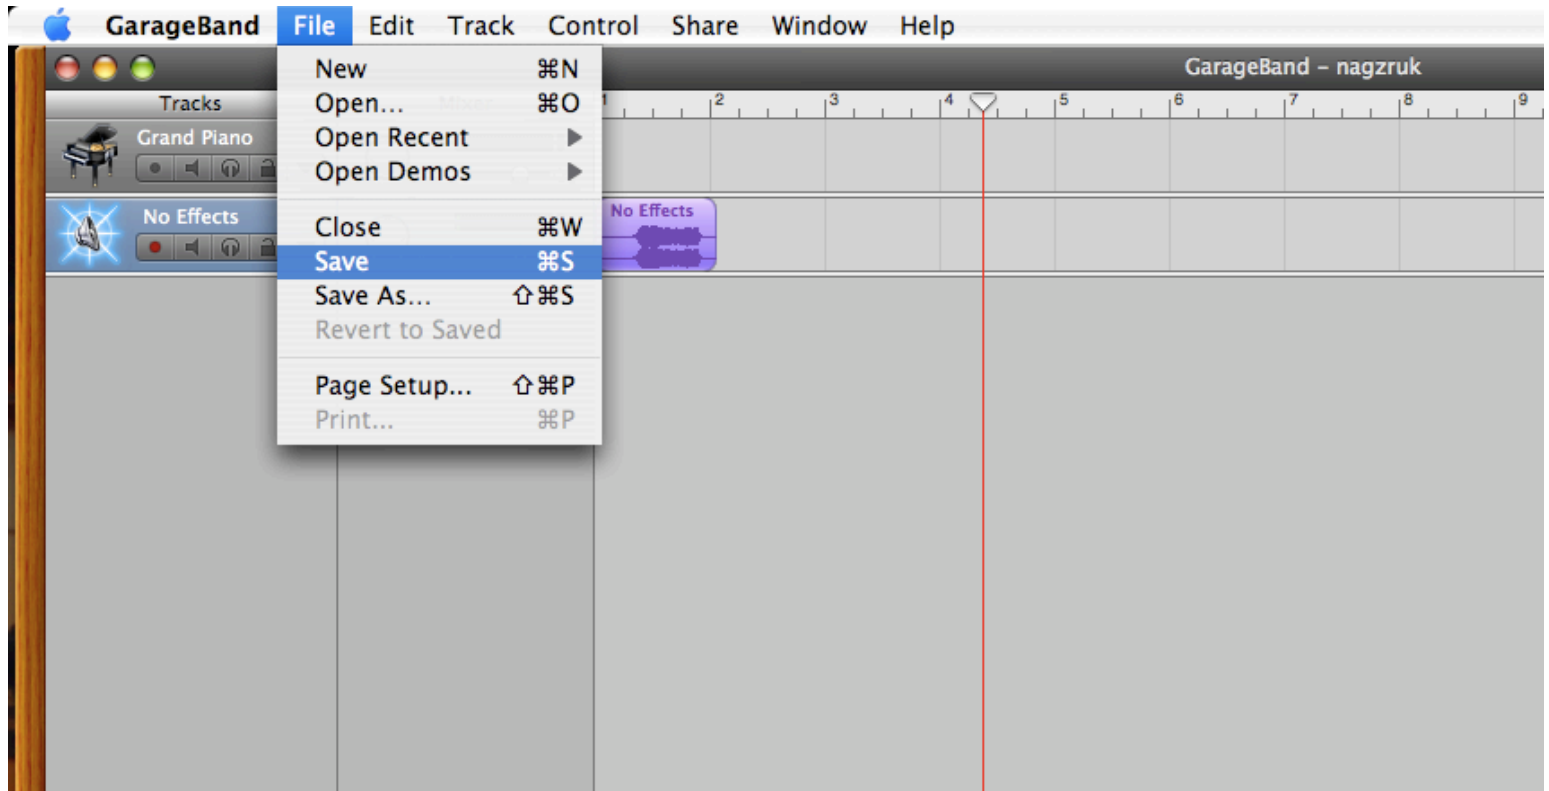 GarageBand File Edit Track Control Share Window Help
GarageBand – nagzruk
New ⌘N
Open... ⌘O
Open Recent ▶
Open Demos ▶
Close ⌘W
Save ⌘S
Save As... ⇧⌘S
Revert to Saved
Page Setup... ⇧⌘P
Print... ⌘P
Tracks
1 2 3 4 5 6 7 8 9
Grand Piano
No Effects
No Effects